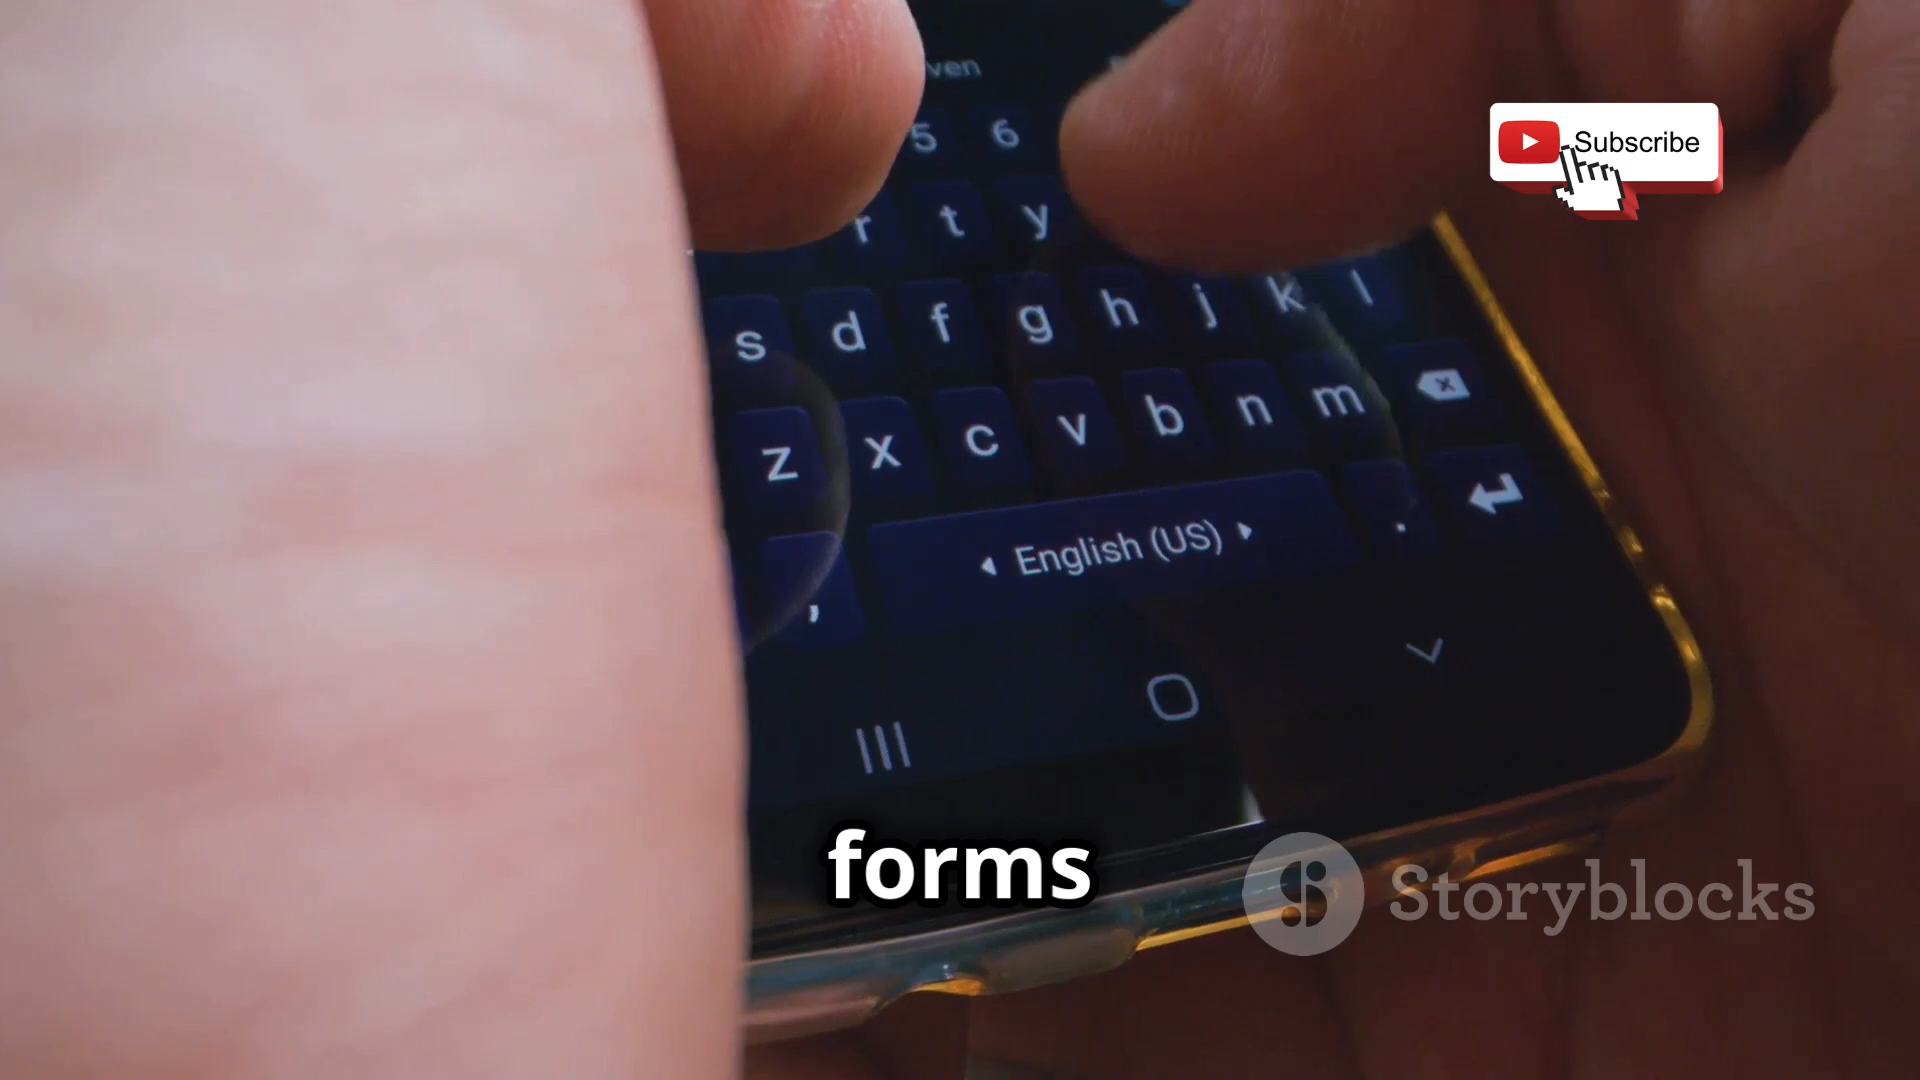 ven
5 6
Subscribe
r t y
s d f g h j k l
z x c v b n m
, English (US) .
forms
Storyblocks